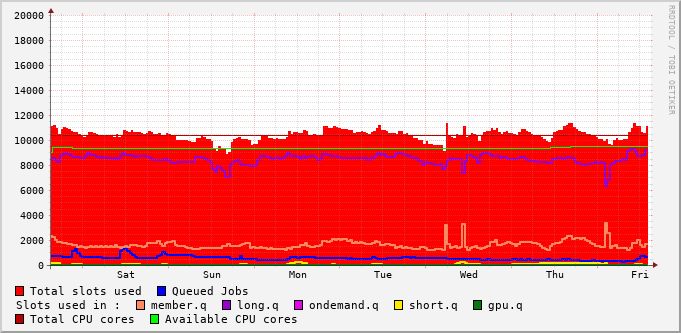 RRDTOOL / TOBI OETIKER
20000
18000
16000
14000
12000
10000
8000
6000
4000
2000
0
Sat Sun Mon Tue Wed Thu Fri
Total slots used Queued Jobs
Slots used in : member.q long.q ondemand.q short.q gpu.q
Total CPU cores Available CPU cores